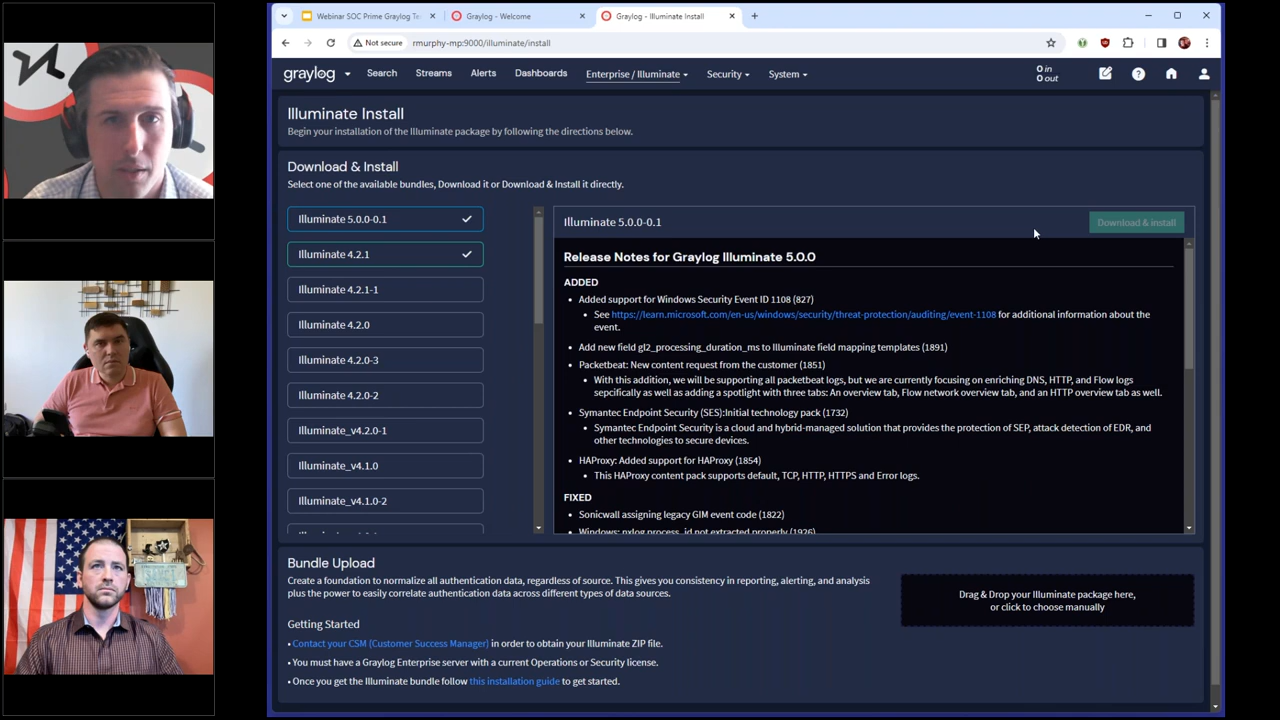 Webinar SOC Prime Graylog Te
Graylog - Welcome
Graylog - Illuminate Install
Not secure
rmurphy-mp:9000/illuminate/install
graylog
Search
Streams
Alerts
Dashboards
Enterprise / Illuminate
Security
System
0 in
0 out
Illuminate Install
Begin your installation of the Illuminate package by following the directions below.
Download & Install
Select one of the available bundles, Download it or Download & Install it directly.
Illuminate 5.0.0-0.1
Illuminate 4.2.1
Illuminate 4.2.1-1
Illuminate 4.2.0
Illuminate 4.2.0-3
Illuminate 4.2.0-2
Illuminate_v4.2.0-1
Illuminate_v4.1.0
Illuminate_v4.1.0-2
Illuminate 5.0.0-0.1
Download & install
Release Notes for Graylog Illuminate 5.0.0
ADDED
• Added support for Windows Security Event ID 1108 (827)
• See https://learn.microsoft.com/en-us/windows/security/threat-protection/auditing/event-1108 for additional information about the
event.
• Add new field gl2_processing_duration_ms to Illuminate field mapping templates (1891)
• Packetbeat: New content request from the customer (1851)
• With this addition, we will be supporting all packetbeat logs, but we are currently focusing on enriching DNS, HTTP, and Flow logs
sepcifically as well as adding a spotlight with three tabs: An overview tab, Flow network overview tab, and an HTTP overview tab as well.
• Symantec Endpoint Security (SES):Initial technology pack (1732)
• Symantec Endpoint Security is a cloud and hybrid-managed solution that provides the protection of SEP, attack detection of EDR, and
other technologies to secure devices.
• HAProxy: Added support for HAProxy (1854)
• This HAProxy content pack supports default, TCP, HTTP, HTTPS and Error logs.
FIXED
• Sonicwall assigning legacy GIM event code (1822)
• Windows: nxlog process_id not extracted properly (1926)
Bundle Upload
Create a foundation to normalize all authentication data, regardless of source. This gives you consistency in reporting, alerting, and analysis
plus the power to easily correlate authentication data across different types of data sources.
Getting Started
• Contact your CSM (Customer Success Manager) in order to obtain your Illuminate ZIP file.
• You must have a Graylog Enterprise server with a current Operations or Security license.
• Once you get the Illuminate bundle follow this installation guide to get started.
Drag & Drop your Illuminate package here,
or click to choose manually